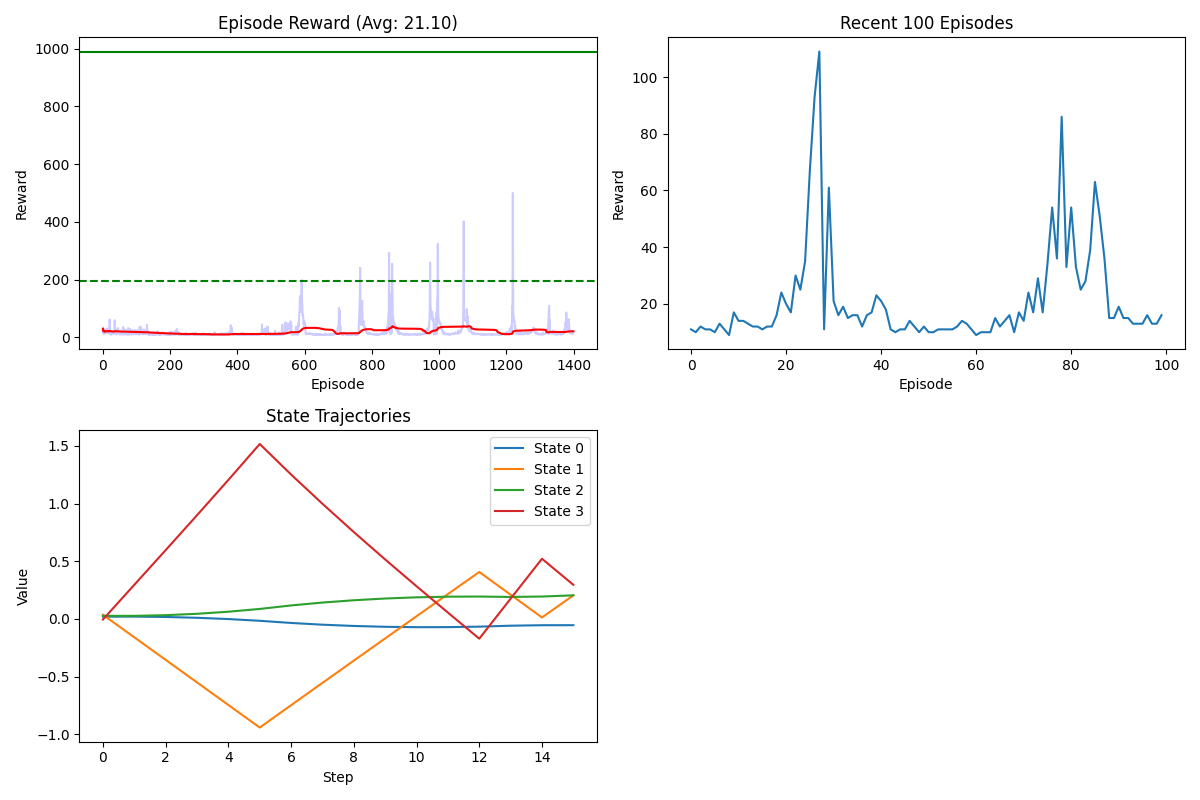 Episode Reward (Avg: 21.10)
Reward
1000
800
600
400
200
0
0 200 400 600 800 1000 1200 1400
Episode
Recent 100 Episodes
Reward
100
80
60
40
20
0 20 40 60 80 100
Episode
State Trajectories
Value
1.5
1.0
0.5
0.0
−0.5
−1.0
State 0
State 1
State 2
State 3
0 2 4 6 8 10 12 14
Step